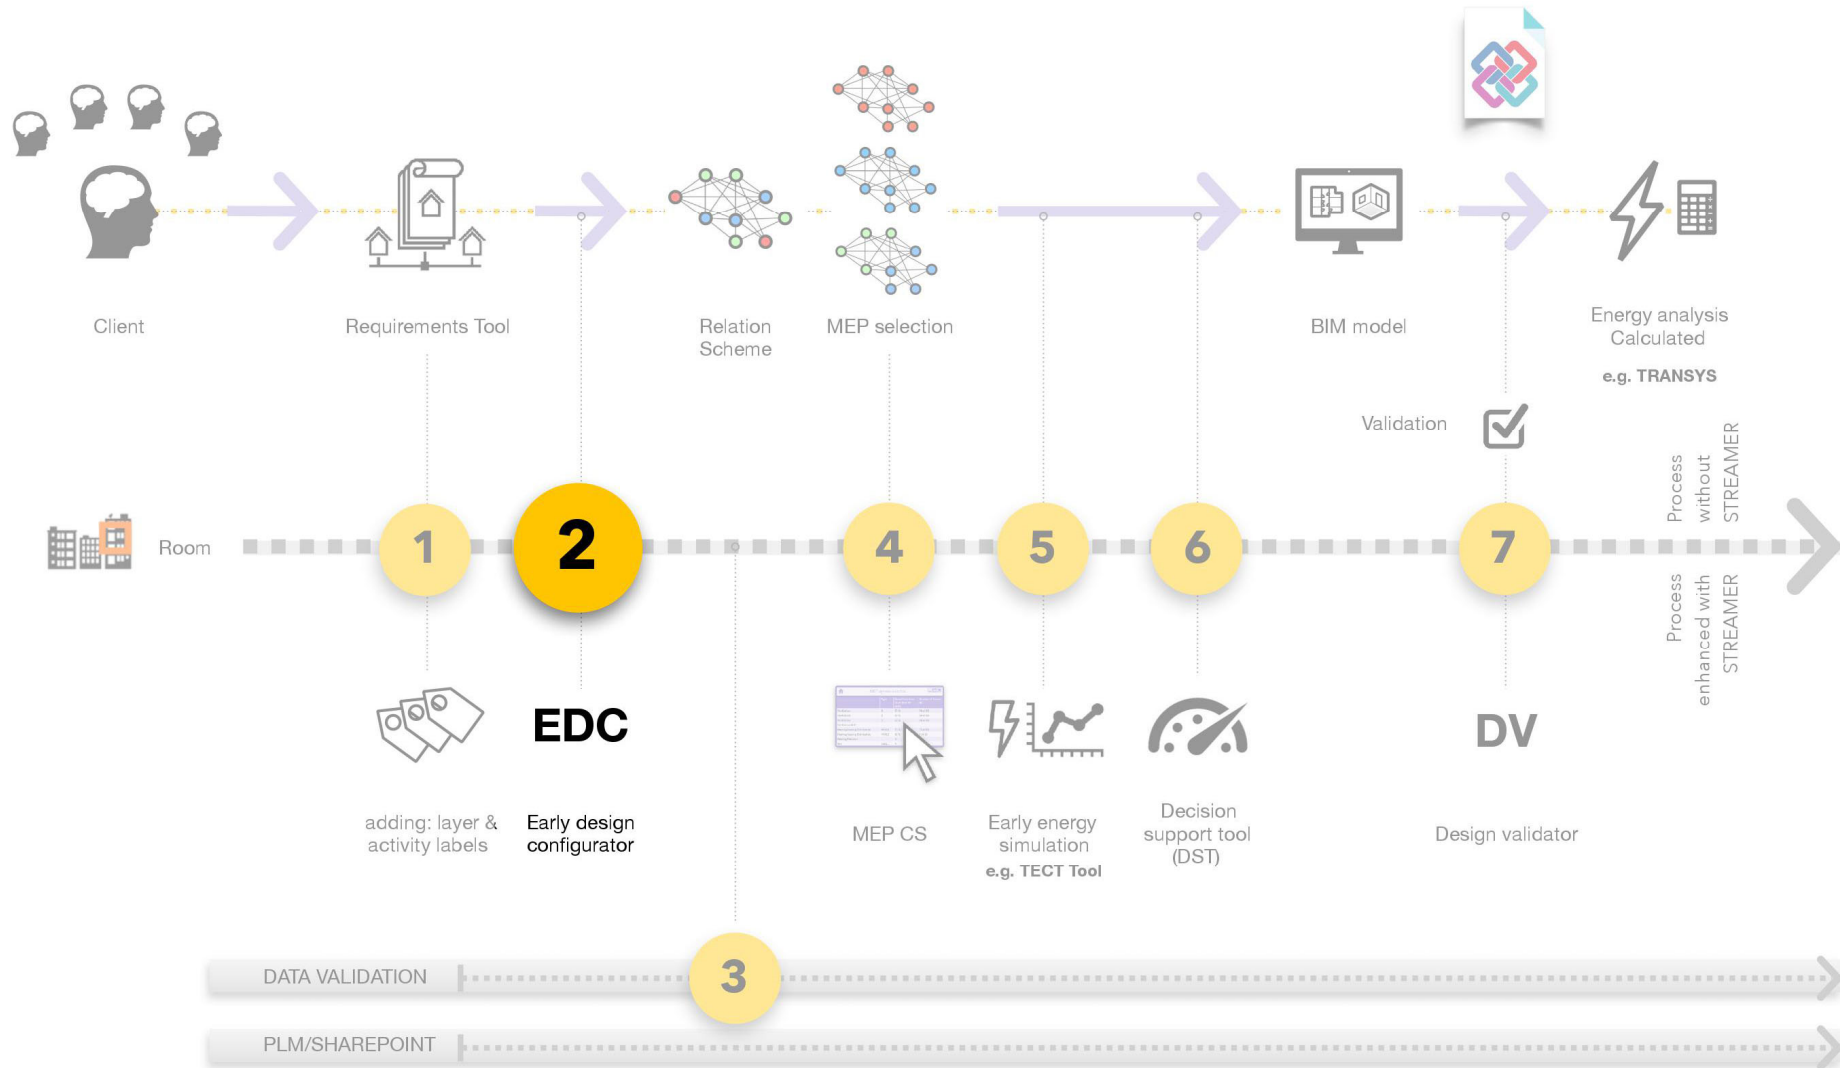 Client
Requirements Tool
Relation
Scheme
MEP selection
BIM model
Energy analysis
Calculated
e.g. TRANSYS
Validation
Process
without
STREAMER
Room
1
2
4
5
6
7
Process
enhanced with
STREAMER
EDC
DV
adding: layer &
activity labels
Early design
configurator
MEP CS
Early energy
simulation
e.g. TECT Tool
Decision
support tool
(DST)
Design validator
DATA VALIDATION
3
PLM/SHAREPOINT